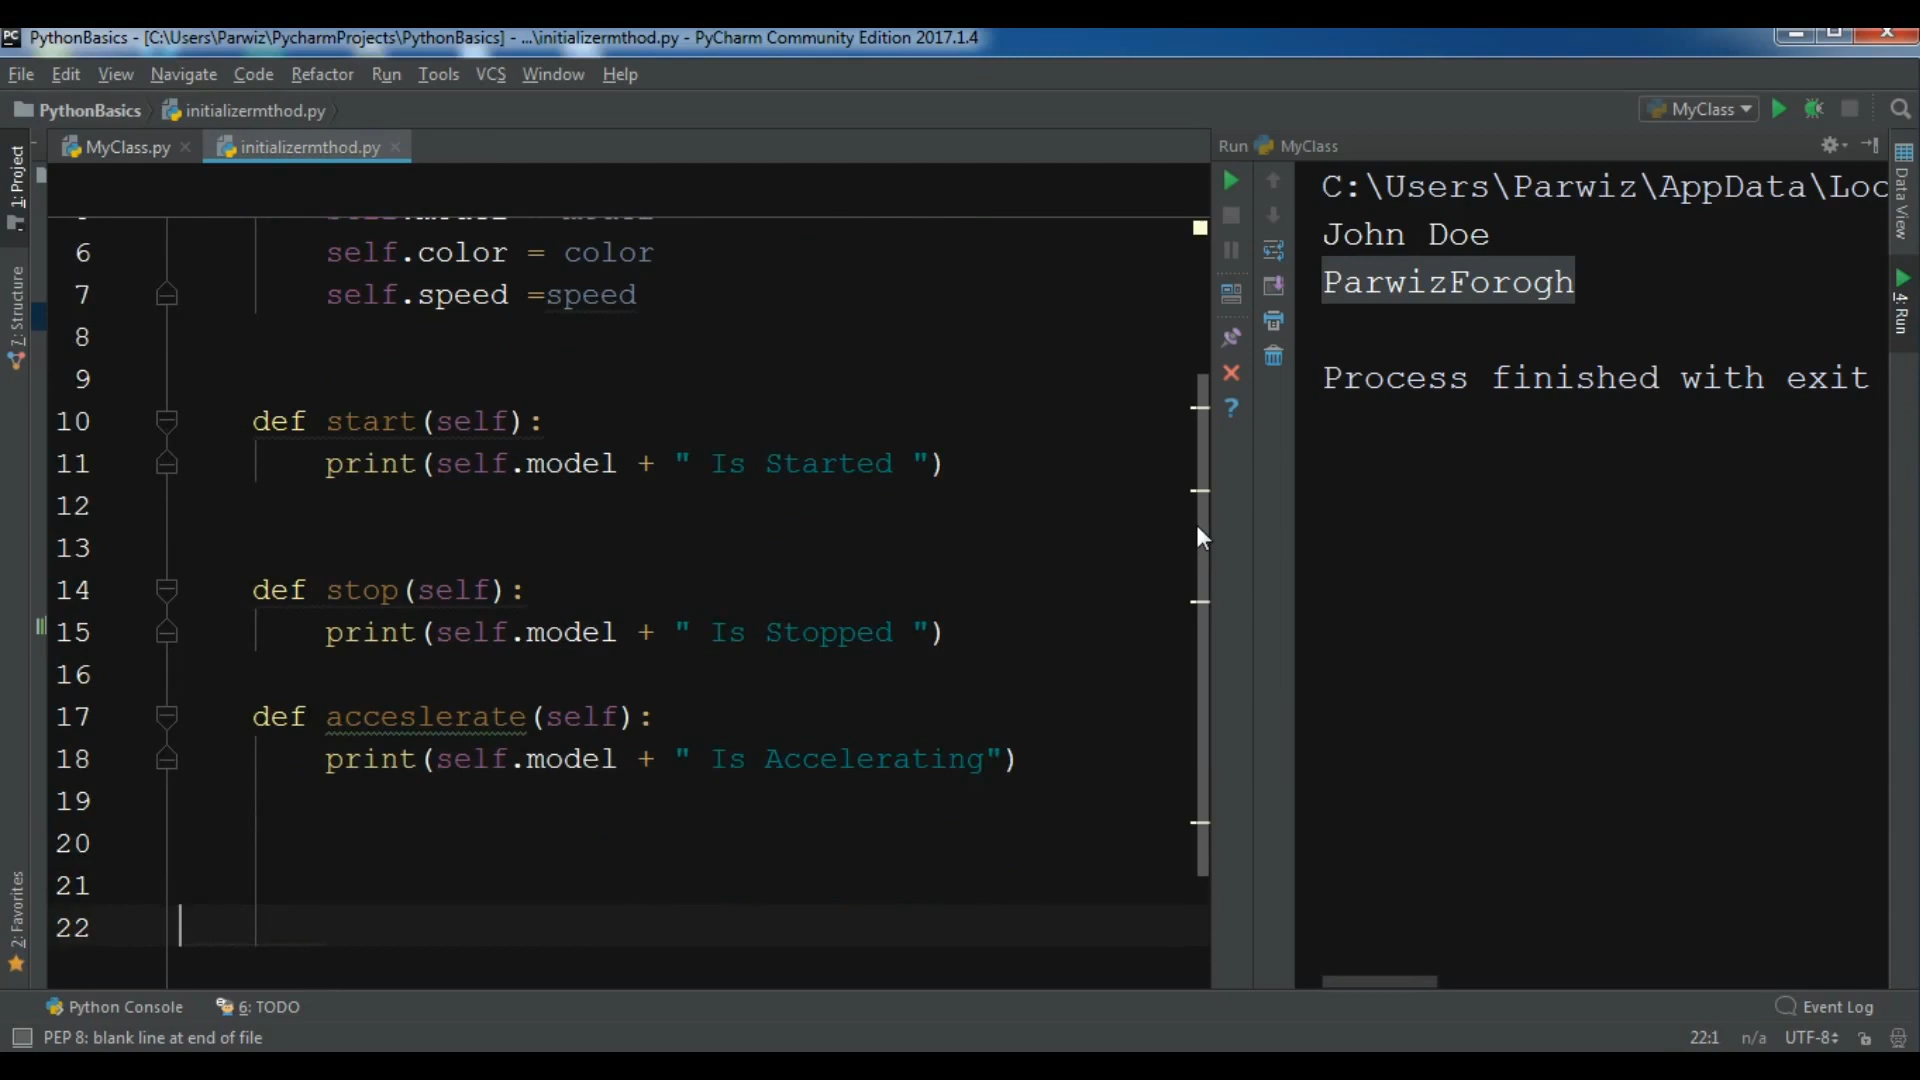 PC PythonBasics - [C:\Users\Parwiz\PycharmProjects\PythonBasics] - ...\initializermthod.py - PyCharm Community Edition 2017.1.4
File Edit View Navigate Code Refactor Run Tools VCS Window Help
PythonBasics initializermthod.py MyClass
MyClass.py initializermthod.py
Run MyClass
1: Project
7: Structure
2: Favorites
6 self.color = color
7 self.speed =speed
8
9
10 def start(self):
11 print(self.model + " Is Started ")
12
13
14 def stop(self):
15 print(self.model + " Is Stopped ")
16
17 def acceslerate(self):
18 print(self.model + " Is Accelerating")
19
20
21
22
C:\Users\Parwiz\AppData\Loc
John Doe
ParwizForogh
Process finished with exit
Data View
4: Run
Python Console 6: TODO Event Log
PEP 8: blank line at end of file 22:1 n/a UTF-8